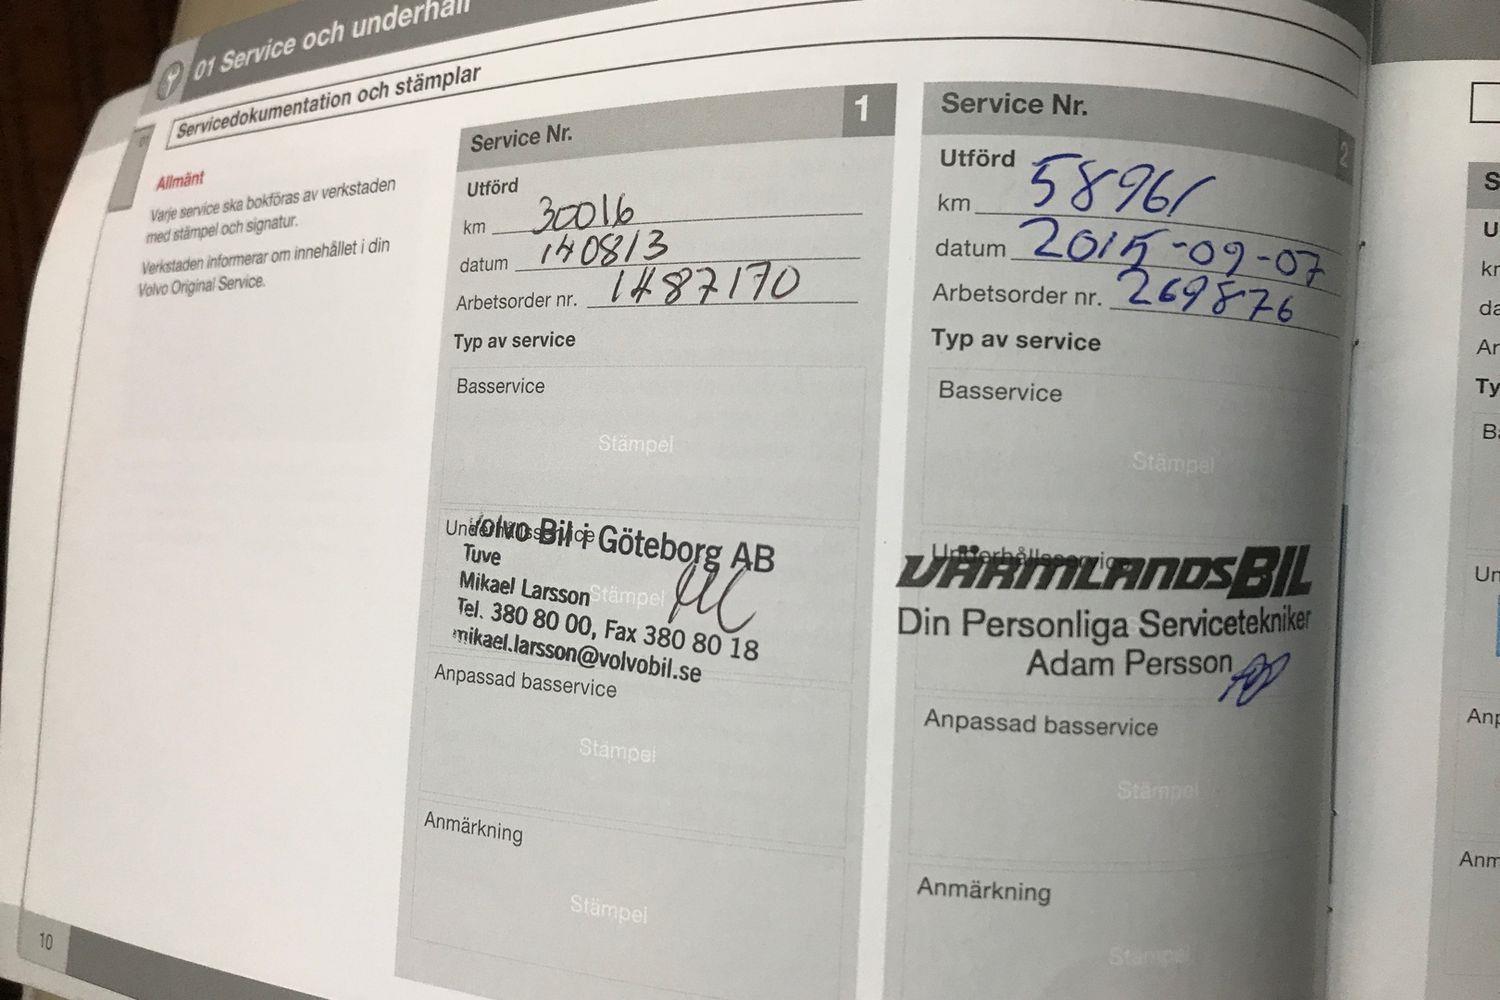 01 Service och underhåll
Servicedokumentation och stämplar
01
Allmänt
Varje service ska bokföras av verkstaden
med stämpel och signatur.
Verkstaden informerar om innehållet i din
Volvo Original Service.
10
Service Nr. 1
Utförd
km 30016
datum 140813
Arbetsorder nr. 1487170
Typ av service
Basservice
Stämpel
Underhållsservice
Volvo Bil i Göteborg AB
Tuve
Mikael Larsson
Stämpel
Tel. 380 80 00, Fax 380 80 18
mikael.larsson@volvobil.se
Anpassad basservice
Stämpel
Anmärkning
Stämpel
Service Nr. 2
Utförd
km 58961
datum 2015-09-07
Arbetsorder nr. 269876
Typ av service
Basservice
Stämpel
Underhållsservice
VÄRMLANDSBIL
Din Personliga Servicetekniker
Adam Persson
Anpassad basservice
Stämpel
Anmärkning
Stämpel